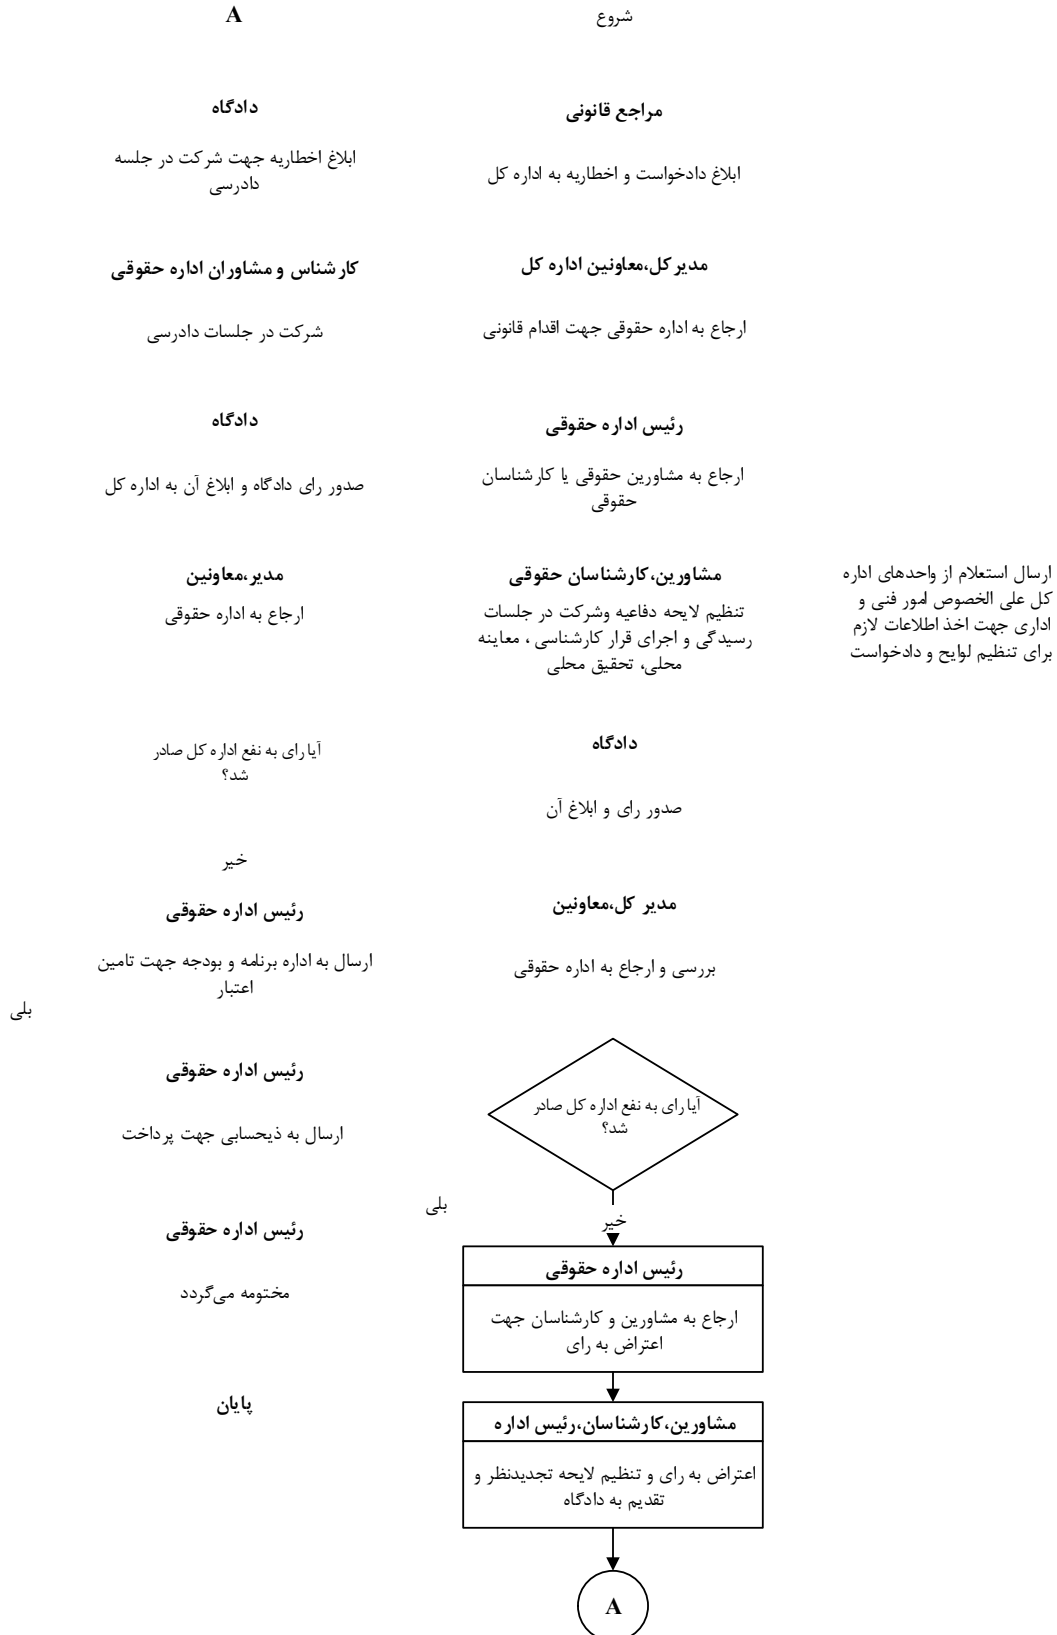 شروع
مراجع قانونی
ابلاغ دادخواست و اخطاریه به اداره کل
مدیرکل،معاونین اداره کل
ارجاع به اداره حقوقی جهت اقدام قانونی
رئیس اداره حقوقی
ارجاع به مشاورین حقوقی یا کارشناسان
حقوقی
ارسال استعلام از واحدهای اداره
کل علی الخصوص امور فنی و
اداری جهت اخذ اطلاعات لازم
برای تنظیم لوایح و دادخواست
مشاورین،کارشناسان حقوقی
تنظیم لایحه دفاعیه وشرکت در جلسات
رسیدگی و اجرای قرار کارشناسی ، معاینه
محلی، تحقیق محلی
دادگاه
صدور رای و ابلاغ آن
مدیر کل،معاونین
بررسی و ارجاع به اداره حقوقی
آیا رای به نفع اداره کل صادر
شد؟
بلی
خیر
رئیس اداره حقوقی
ارجاع به مشاورین و کارشناسان جهت
اعتراض به رای
مشاورین،کارشناسان،رئیس اداره
اعتراض به رای و تنظیم لایحه تجدیدنظر و
تقدیم به دادگاه
A
A
دادگاه
ابلاغ اخطاریه جهت شرکت در جلسه
دادرسی
کارشناس و مشاوران اداره حقوقی
شرکت در جلسات دادرسی
دادگاه
صدور رای دادگاه و ابلاغ آن به اداره کل
مدیر،معاونین
ارجاع به اداره حقوقی
آیا رای به نفع اداره کل صادر
شد؟
خیر
رئیس اداره حقوقی
ارسال به اداره برنامه و بودجه جهت تامین
اعتبار
بلی
رئیس اداره حقوقی
ارسال به ذیحسابی جهت پرداخت
رئیس اداره حقوقی
مختومه می‌گردد
پایان